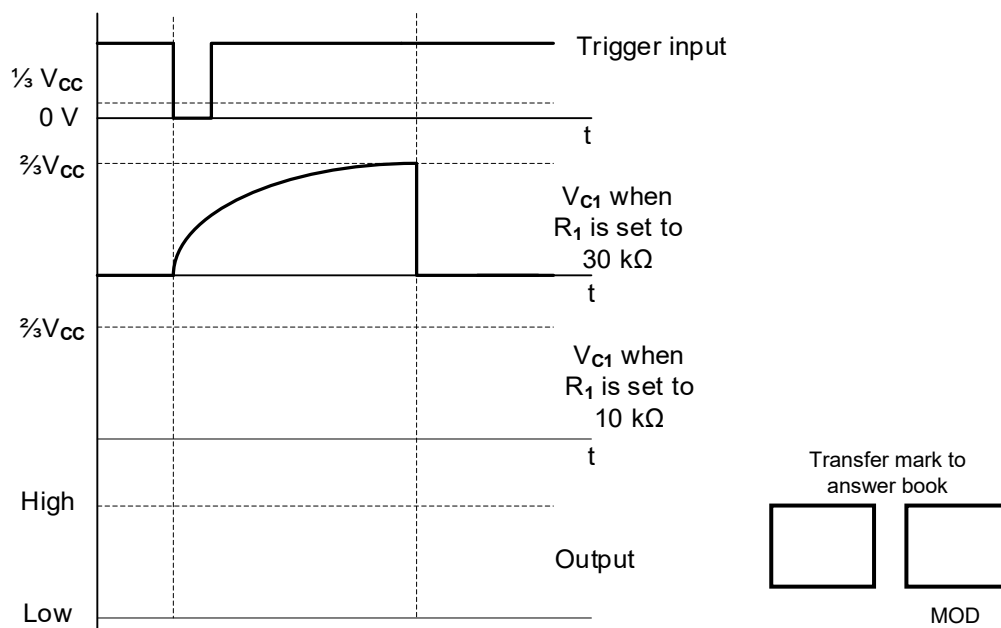 Trigger input
⅓ VCC
0 V
t
⅔VCC
VC1 when
R1 is set to
30 kΩ
t
⅔VCC
VC1 when
R1 is set to
10 kΩ
t
High
Output
Low
Transfer mark to
answer book
MOD